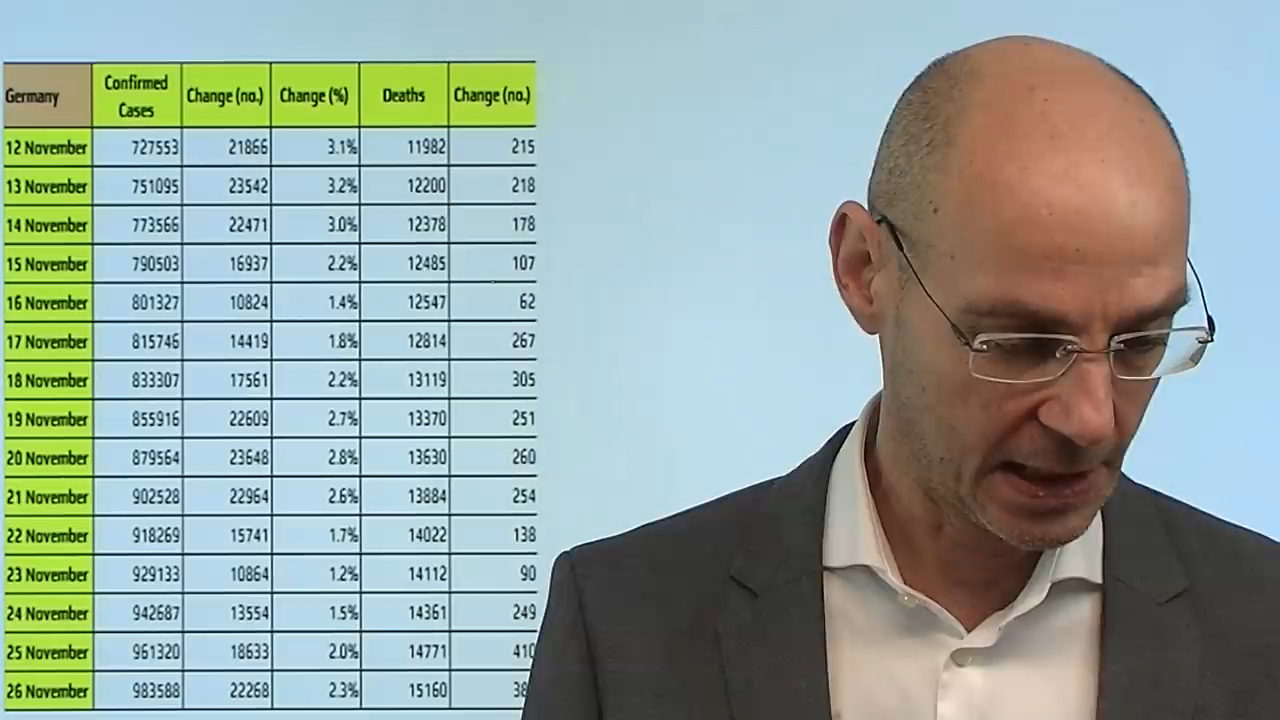 Germany Confirmed Cases Change (no.) Change (%) Deaths Change (no.)
12 November 727553 21866 3.1% 11982 215
13 November 751095 23542 3.2% 12200 218
14 November 773566 22471 3.0% 12378 178
15 November 790503 16937 2.2% 12485 107
16 November 801327 10824 1.4% 12547 62
17 November 815746 14419 1.8% 12814 267
18 November 833307 17561 2.2% 13119 305
19 November 855916 22609 2.7% 13370 251
20 November 879564 23648 2.8% 13630 260
21 November 902528 22964 2.6% 13884 254
22 November 918269 15741 1.7% 14022 138
23 November 929133 10864 1.2% 14112 90
24 November 942687 13554 1.5% 14361 249
25 November 961320 18633 2.0% 14771 410
26 November 983588 22268 2.3% 15160